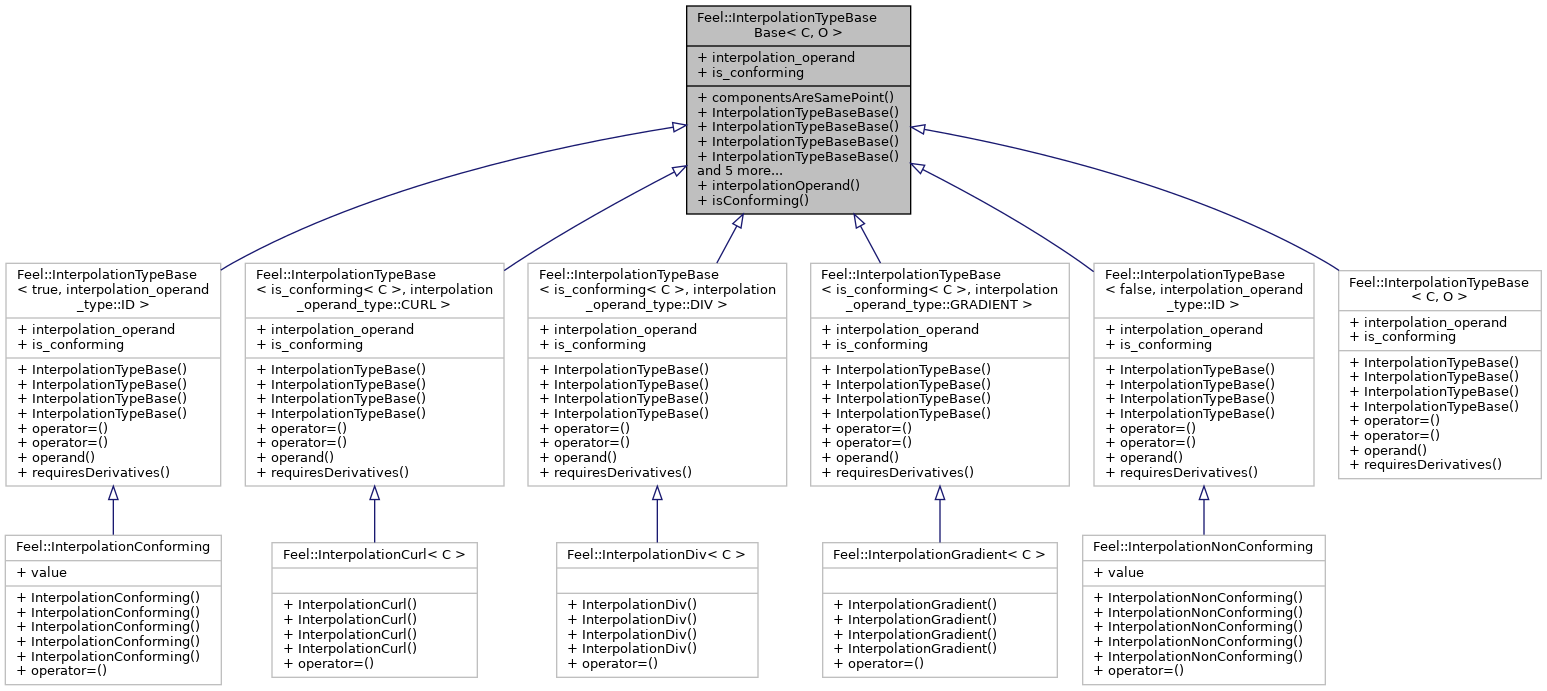 Feel::InterpolationTypeBase
Base< C, O >
+ interpolation_operand
+ is_conforming
+ componentsAreSamePoint()
+ InterpolationTypeBaseBase()
+ InterpolationTypeBaseBase()
+ InterpolationTypeBaseBase()
+ InterpolationTypeBaseBase()
and 5 more...
+ interpolationOperand()
+ isConforming()
Feel::InterpolationTypeBase
< true, interpolation_operand
_type::ID >
+ interpolation_operand
+ is_conforming
+ InterpolationTypeBase()
+ InterpolationTypeBase()
+ InterpolationTypeBase()
+ InterpolationTypeBase()
+ operator=()
+ operator=()
+ operand()
+ requiresDerivatives()
Feel::InterpolationTypeBase
< is_conforming< C >, interpolation
_operand_type::CURL >
+ interpolation_operand
+ is_conforming
+ InterpolationTypeBase()
+ InterpolationTypeBase()
+ InterpolationTypeBase()
+ InterpolationTypeBase()
+ operator=()
+ operator=()
+ operand()
+ requiresDerivatives()
Feel::InterpolationTypeBase
< is_conforming< C >, interpolation
_operand_type::DIV >
+ interpolation_operand
+ is_conforming
+ InterpolationTypeBase()
+ InterpolationTypeBase()
+ InterpolationTypeBase()
+ InterpolationTypeBase()
+ operator=()
+ operator=()
+ operand()
+ requiresDerivatives()
Feel::InterpolationTypeBase
< is_conforming< C >, interpolation
_operand_type::GRADIENT >
+ interpolation_operand
+ is_conforming
+ InterpolationTypeBase()
+ InterpolationTypeBase()
+ InterpolationTypeBase()
+ InterpolationTypeBase()
+ operator=()
+ operator=()
+ operand()
+ requiresDerivatives()
Feel::InterpolationTypeBase
< false, interpolation_operand
_type::ID >
+ interpolation_operand
+ is_conforming
+ InterpolationTypeBase()
+ InterpolationTypeBase()
+ InterpolationTypeBase()
+ InterpolationTypeBase()
+ operator=()
+ operator=()
+ operand()
+ requiresDerivatives()
Feel::InterpolationTypeBase
< C, O >
+ interpolation_operand
+ is_conforming
+ InterpolationTypeBase()
+ InterpolationTypeBase()
+ InterpolationTypeBase()
+ InterpolationTypeBase()
+ operator=()
+ operator=()
+ operand()
+ requiresDerivatives()
Feel::InterpolationConforming
+ value
+ InterpolationConforming()
+ InterpolationConforming()
+ InterpolationConforming()
+ InterpolationConforming()
+ InterpolationConforming()
+ operator=()
Feel::InterpolationCurl< C >
+ InterpolationCurl()
+ InterpolationCurl()
+ InterpolationCurl()
+ InterpolationCurl()
+ operator=()
Feel::InterpolationDiv< C >
+ InterpolationDiv()
+ InterpolationDiv()
+ InterpolationDiv()
+ InterpolationDiv()
+ operator=()
Feel::InterpolationGradient< C >
+ InterpolationGradient()
+ InterpolationGradient()
+ InterpolationGradient()
+ InterpolationGradient()
+ operator=()
Feel::InterpolationNonConforming
+ value
+ InterpolationNonConforming()
+ InterpolationNonConforming()
+ InterpolationNonConforming()
+ InterpolationNonConforming()
+ InterpolationNonConforming()
+ operator=()